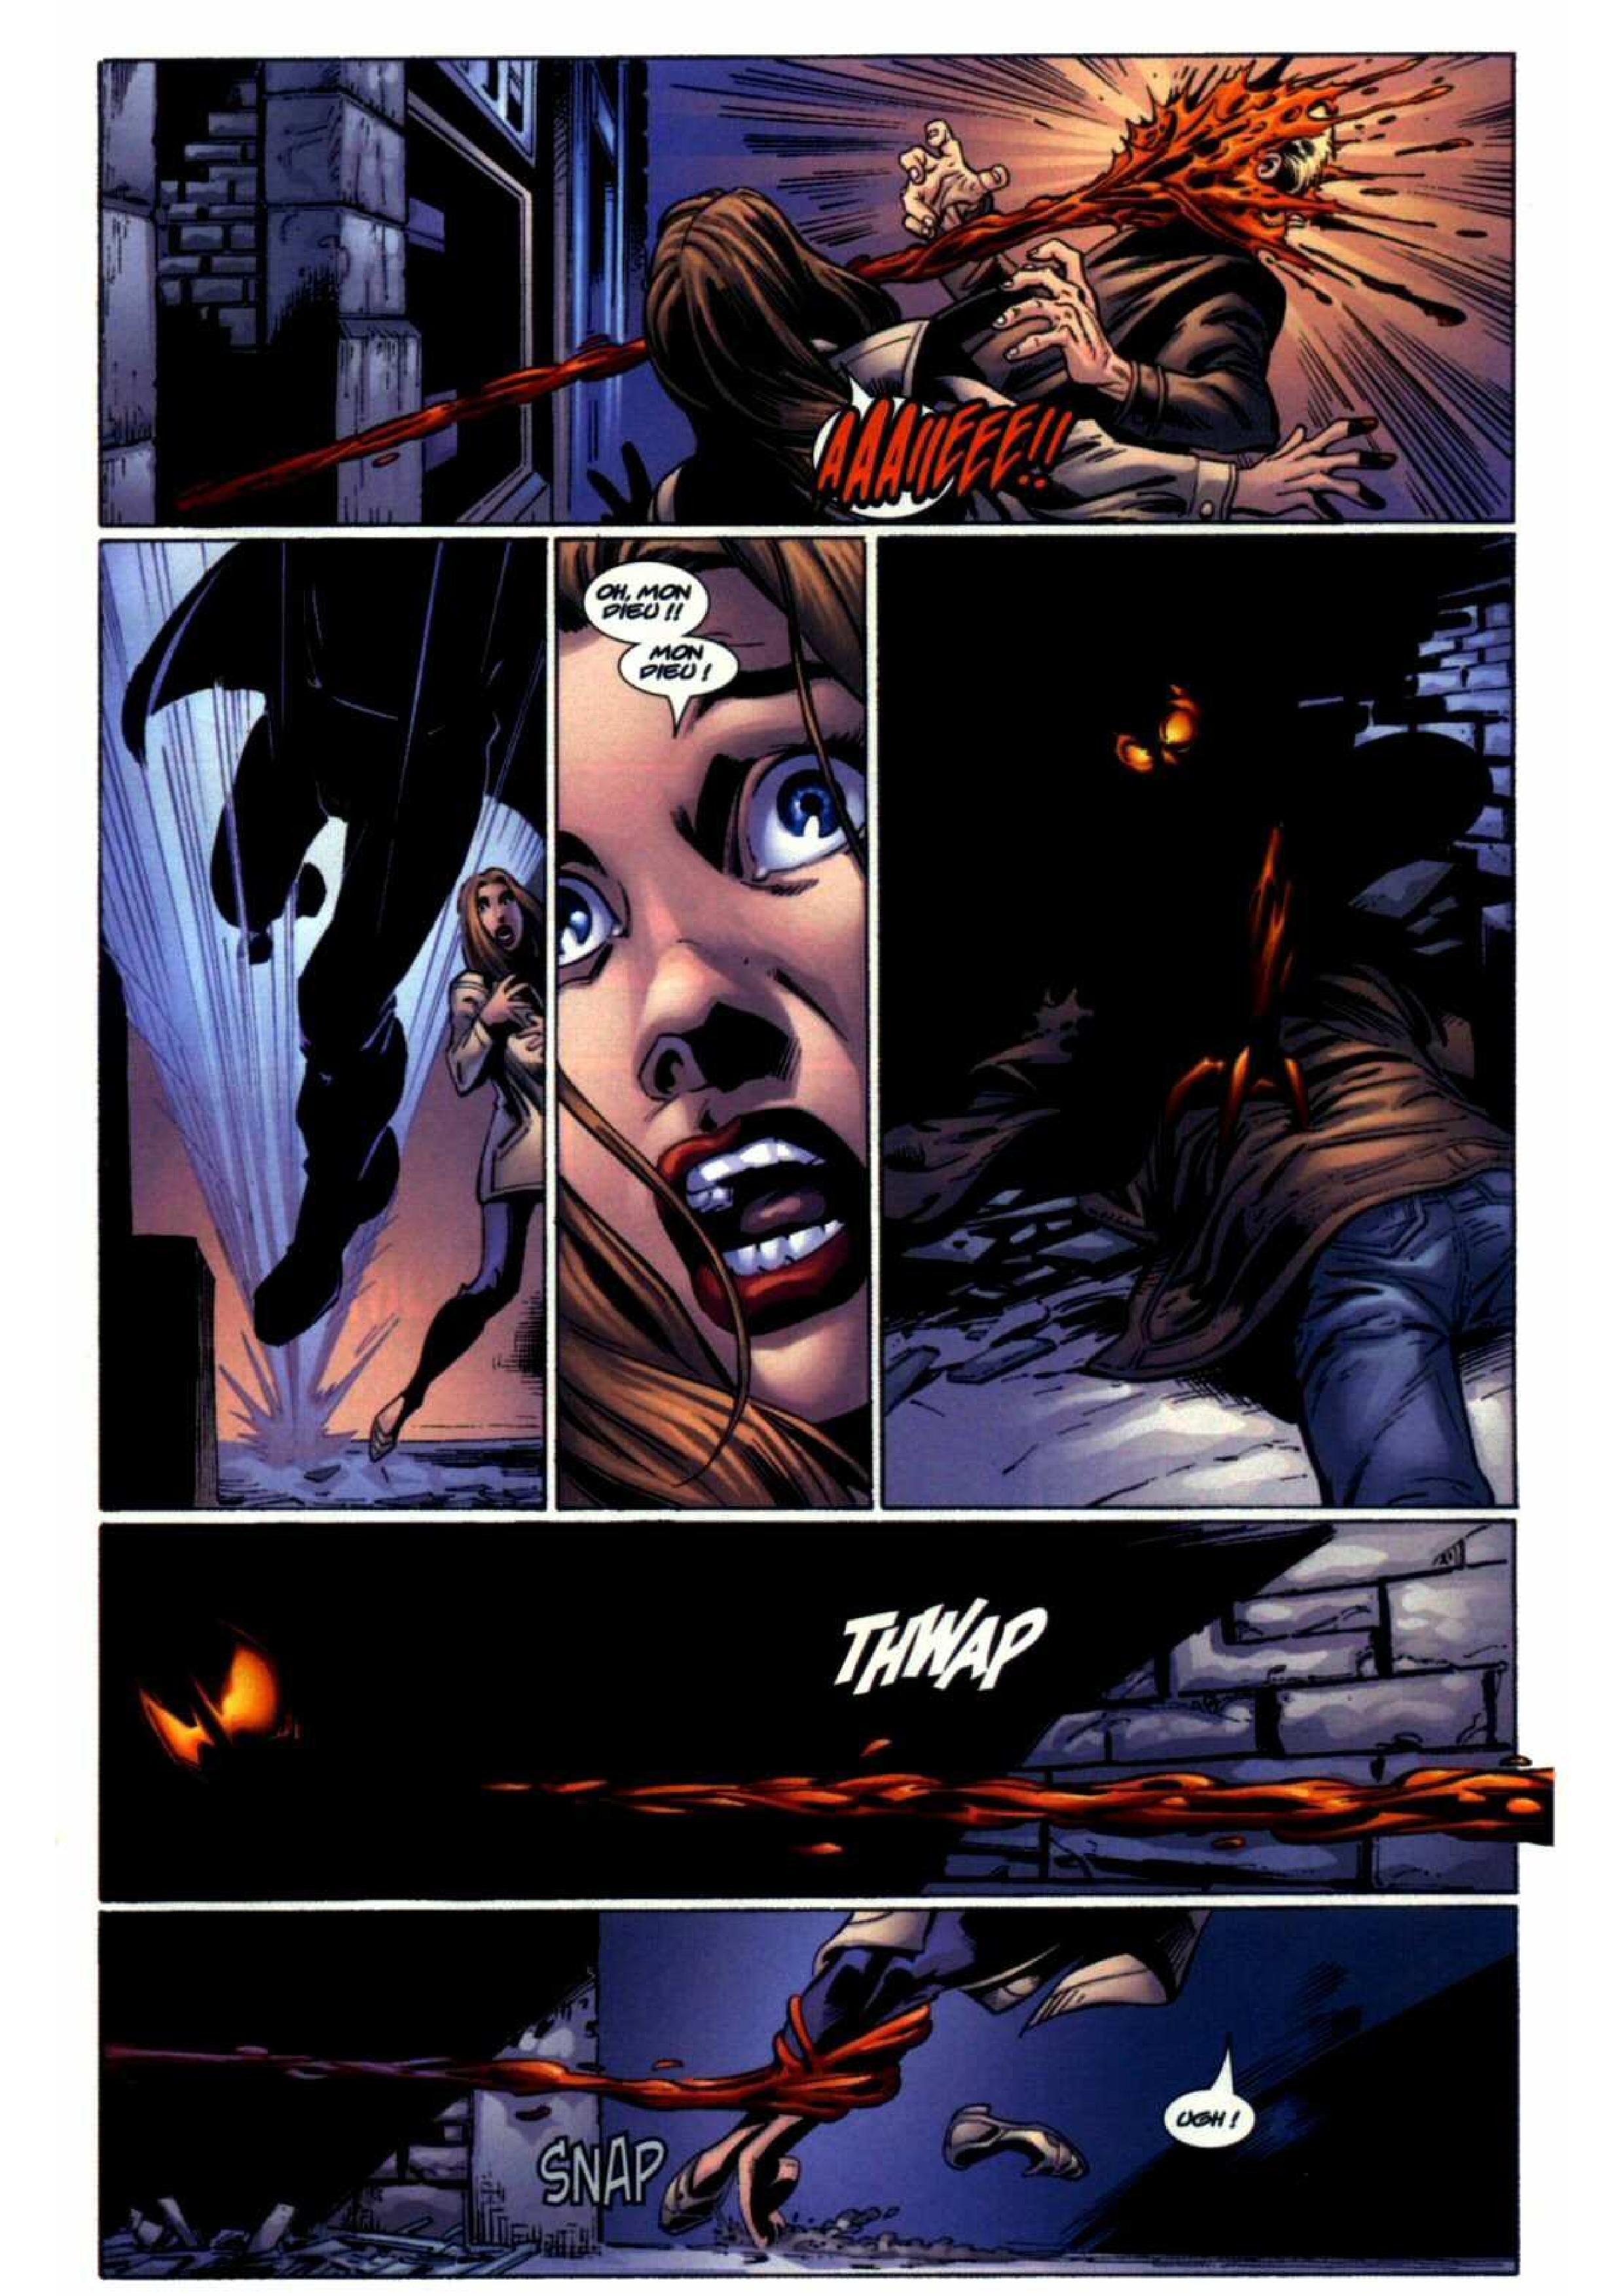 AAAIIEEE!!
OH, MON
DIEU !!
MON
DIEU !
THWAP
SNAP
UGH !